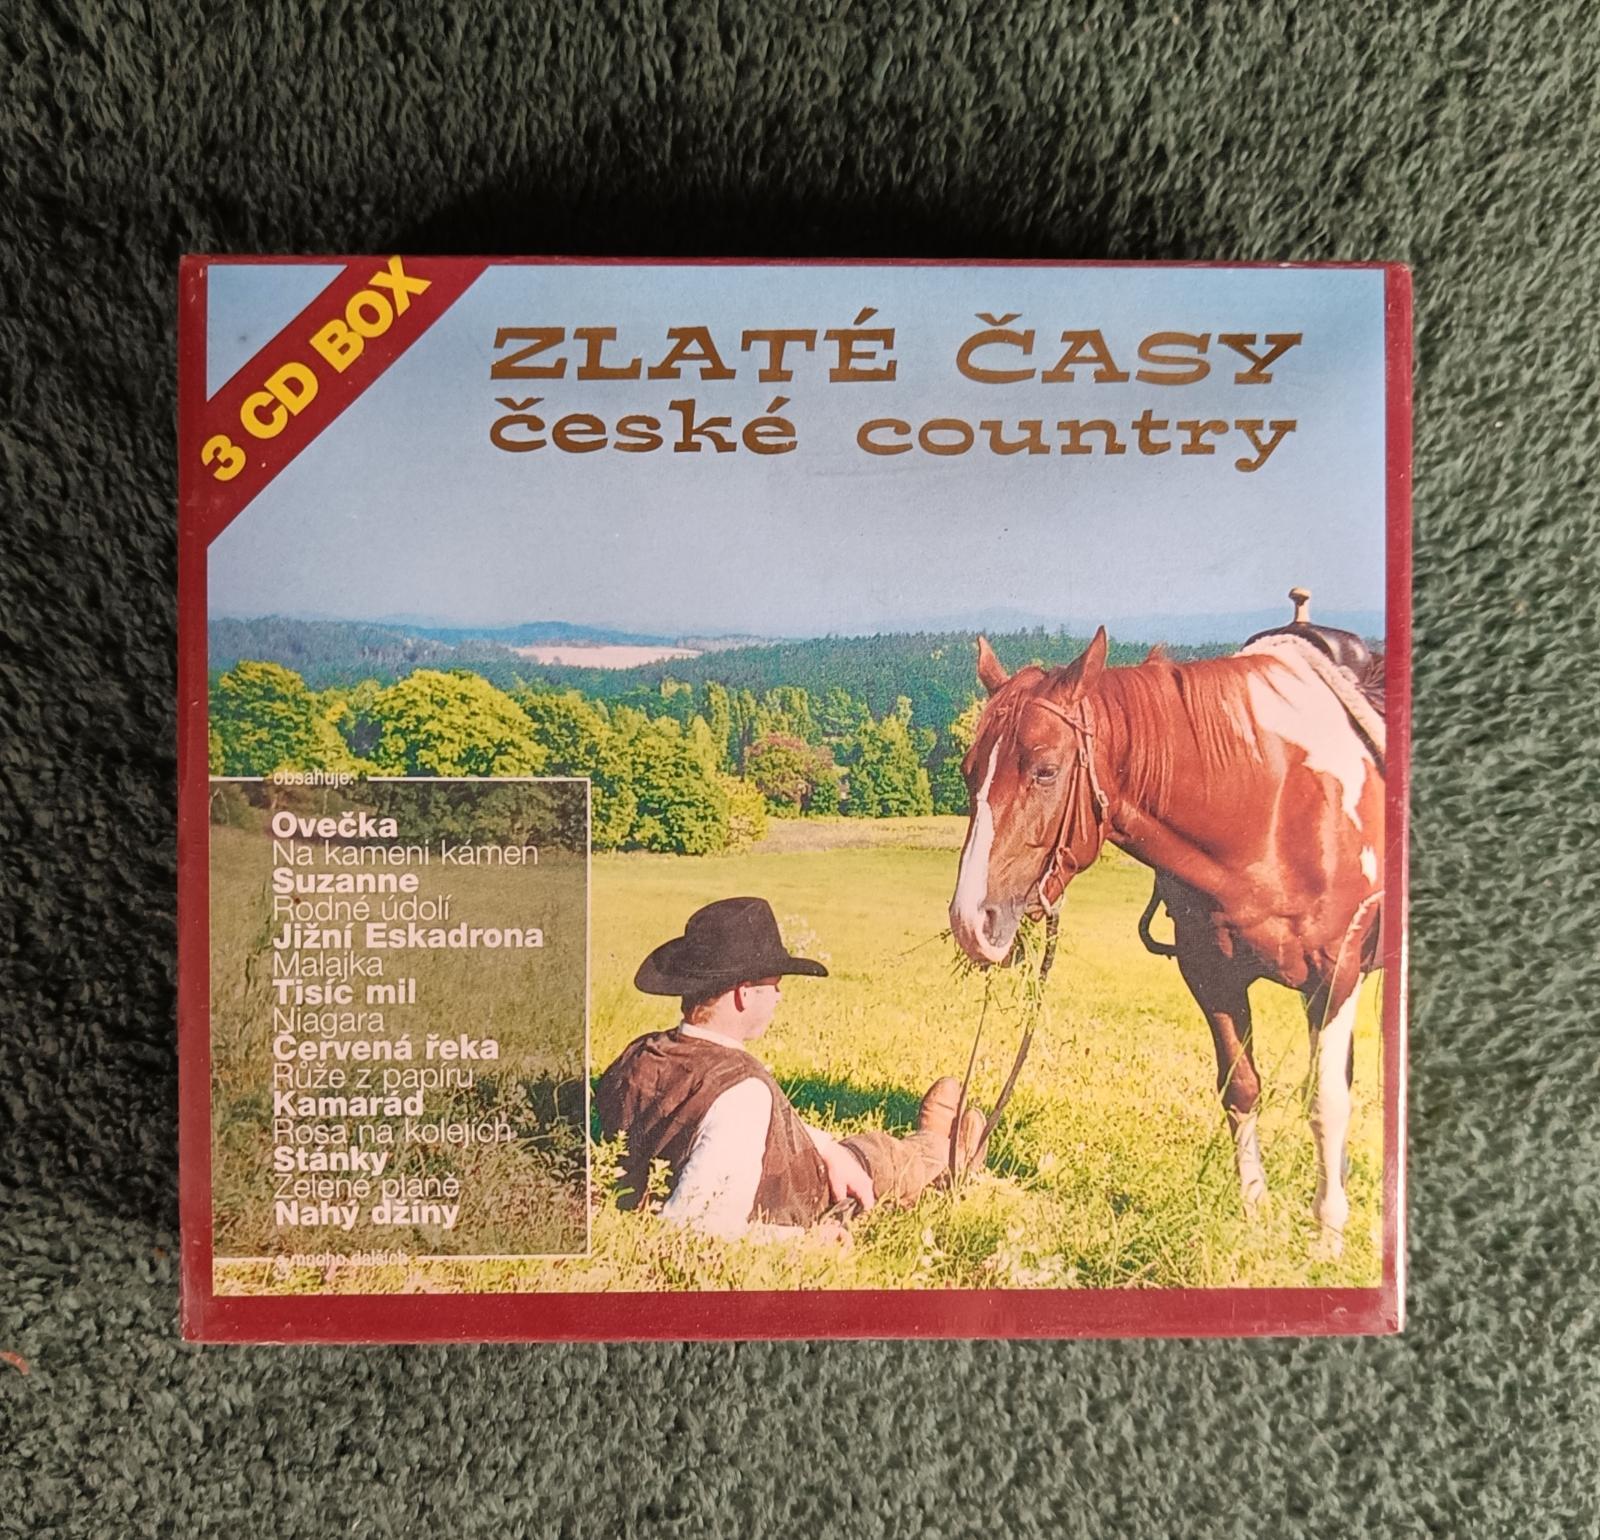 3 CD BOX
ZLATÉ ČASY
české country
obsahuje:
Ovečka
Na kameni kámen
Suzanne
Rodné údolí
Jižní Eskadrona
Malajka
Tisíc mil
Niagara
Červená řeka
Růže z papíru
Kamarád
Rosa na kolejích
Stánky
Zelené pláně
Nahý džíny
a mnoho dalších